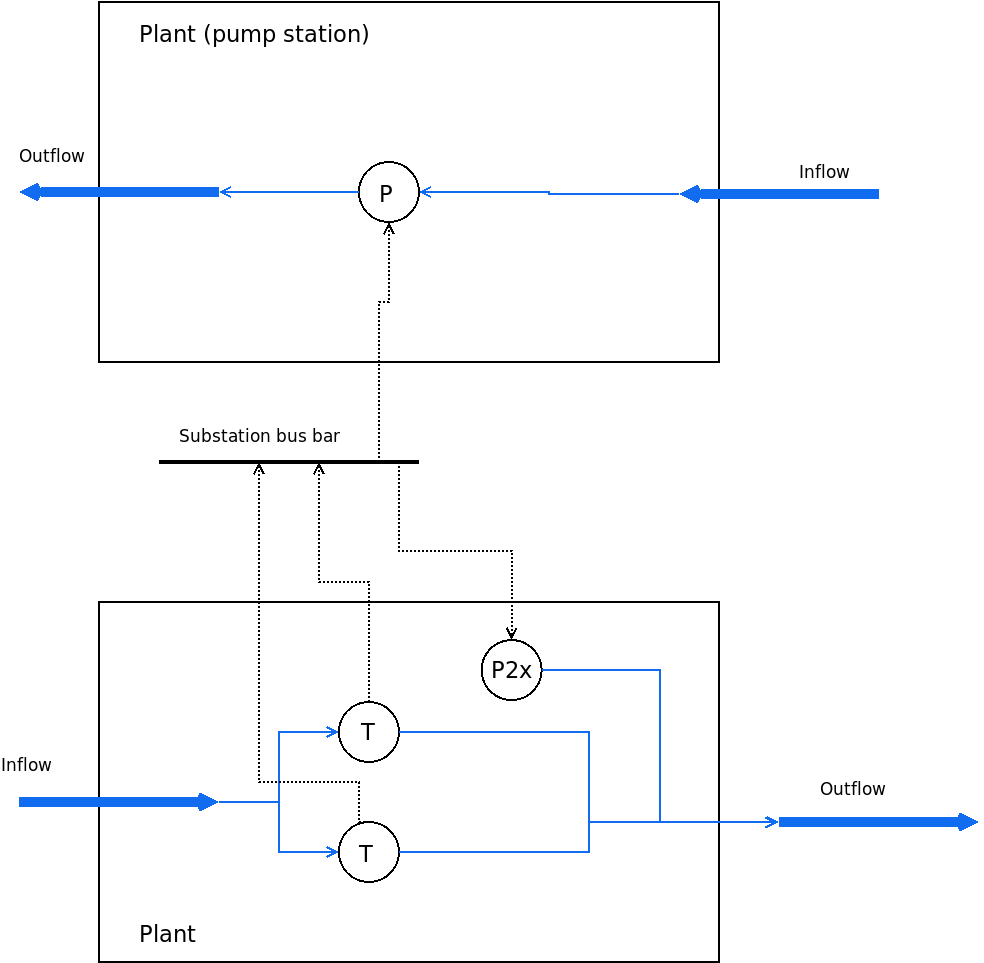 Plant (pump station)
Outflow
Inflow
P
Substation bus bar
P2x
T
Inflow
Outflow
T
Plant